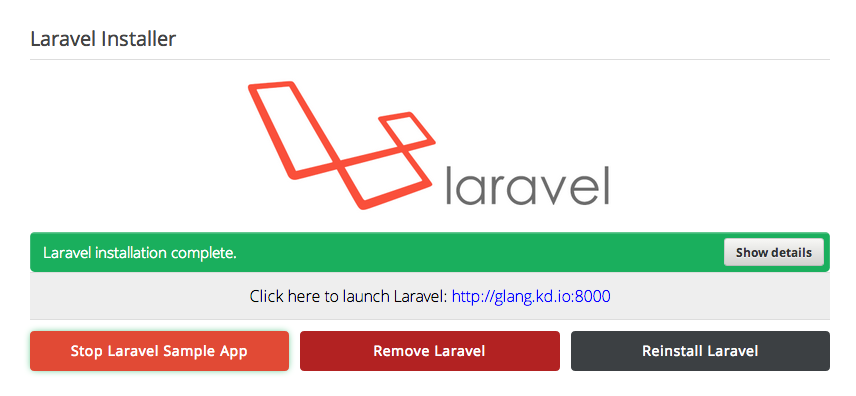 Laravel Installer
laravel
Laravel installation complete.
Show details
Click here to launch Laravel: http://glang.kd.io:8000
Stop Laravel Sample App
Remove Laravel
Reinstall Laravel